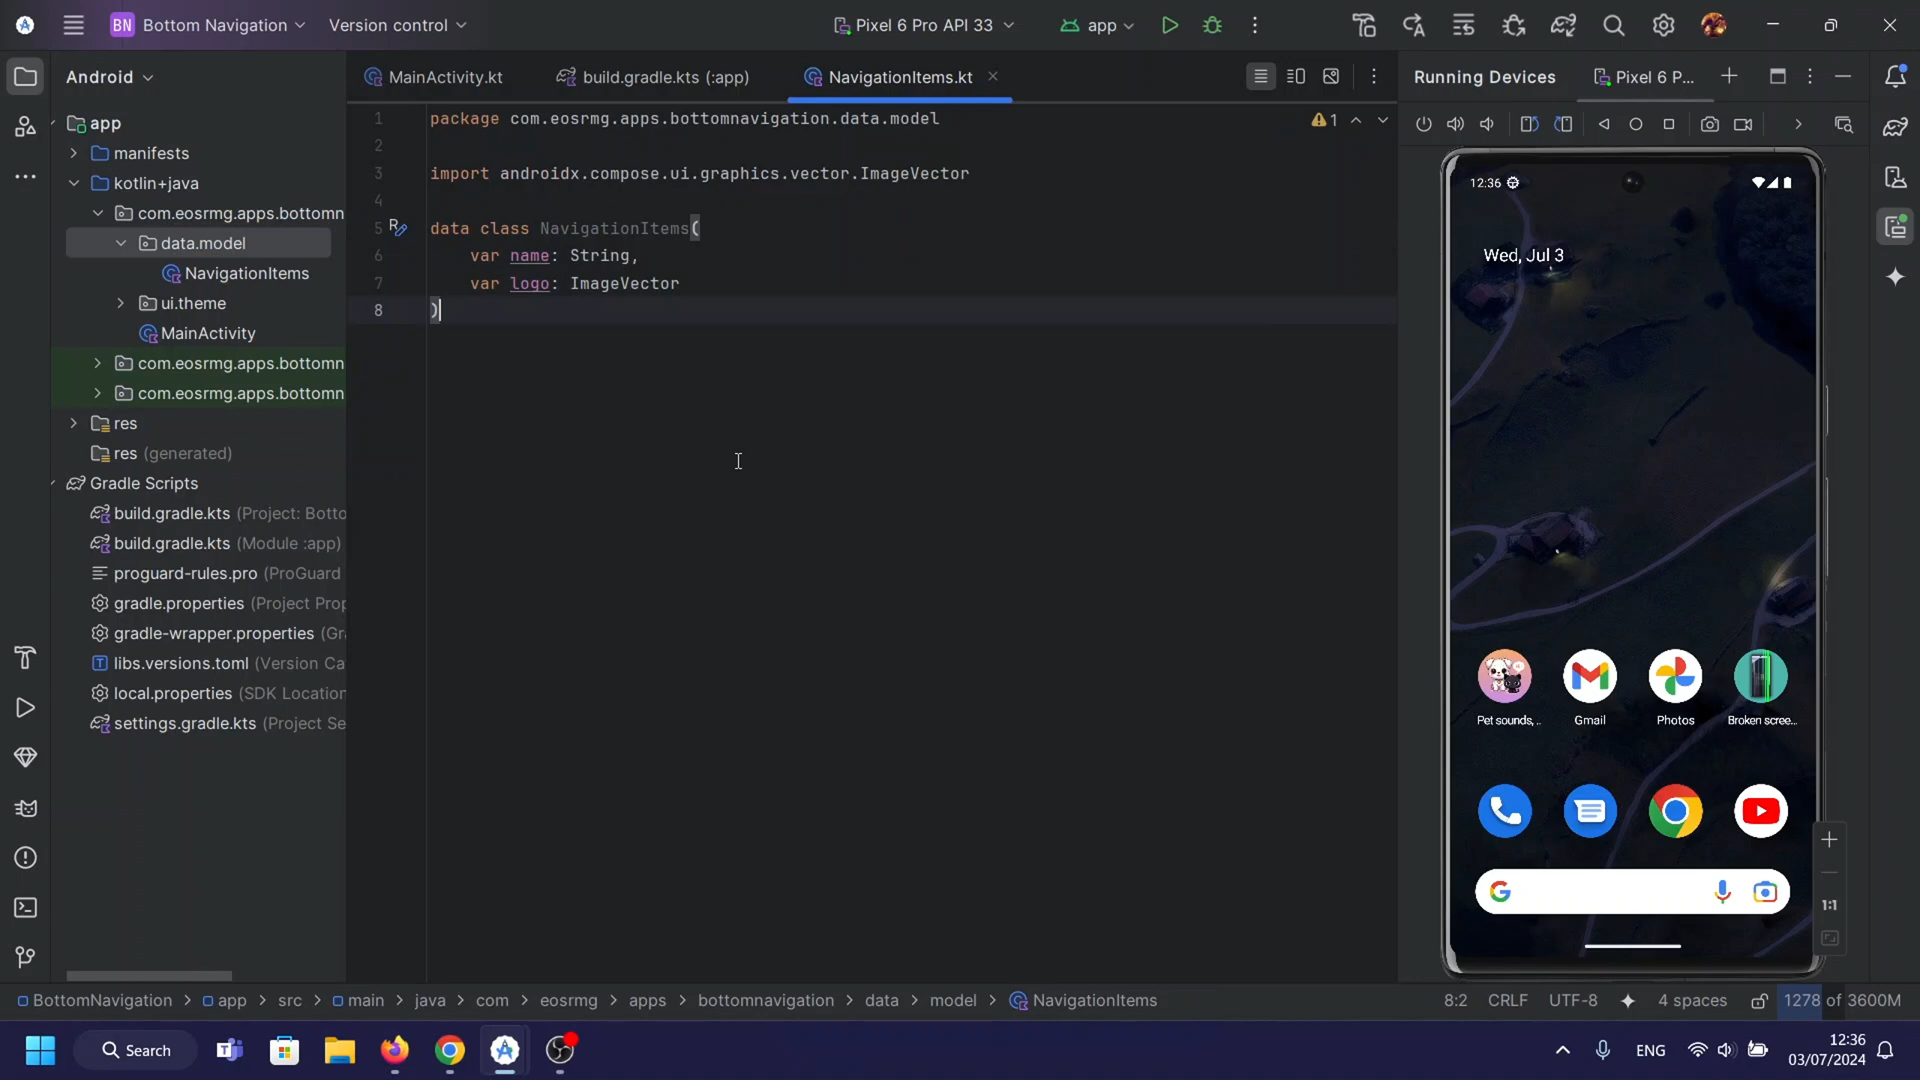 BN Bottom Navigation Version control Pixel 6 Pro API 33 app
Android
MainActivity.kt build.gradle.kts (:app) NavigationItems.kt
Running Devices Pixel 6 P...
app
manifests
kotlin+java
com.eosrmg.apps.bottomn
data.model
NavigationItems
ui.theme
MainActivity
com.eosrmg.apps.bottomn
com.eosrmg.apps.bottomn
res
res (generated)
Gradle Scripts
build.gradle.kts (Project: Botto
build.gradle.kts (Module :app)
proguard-rules.pro (ProGuard
gradle.properties (Project Prop
gradle-wrapper.properties (Gra
libs.versions.toml (Version Ca
local.properties (SDK Location
settings.gradle.kts (Project Se
1 package com.eosrmg.apps.bottomnavigation.data.model
2
3 import androidx.compose.ui.graphics.vector.ImageVector
4
5 data class NavigationItems(
6 var name: String,
7 var logo: ImageVector
8 )
1
12:36
Wed, Jul 3
Pet sounds, .. Gmail Photos Broken scree...
G
1:1
BottomNavigation > app > src > main > java > com > eosrmg > apps > bottomnavigation > data > model > NavigationItems
8:2 CRLF UTF-8 4 spaces 1278 of 3600M
Search
ENG
12:36
03/07/2024